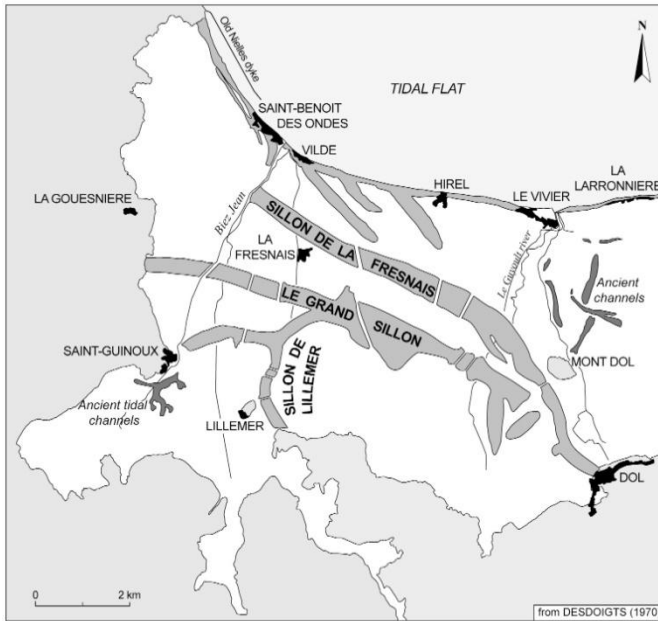 Old Nielles dyke
N
TIDAL FLAT
SAINT-BENOIT
DES ONDES
VILDE
HIREL
LE VIVIER
LA
LARRONNIERE
LA GOUESNIERE
Biez Jean
LA
FRESNAIS
SILLON DE LA FRESNAIS
Le Guyoult river
Ancient
channels
LE GRAND SILLON
SAINT-GUINOUX
SILLON DE
LILLEMER
MONT DOL
Ancient tidal
channels
LILLEMER
DOL
0 2 km
from DESDOIGTS (1970